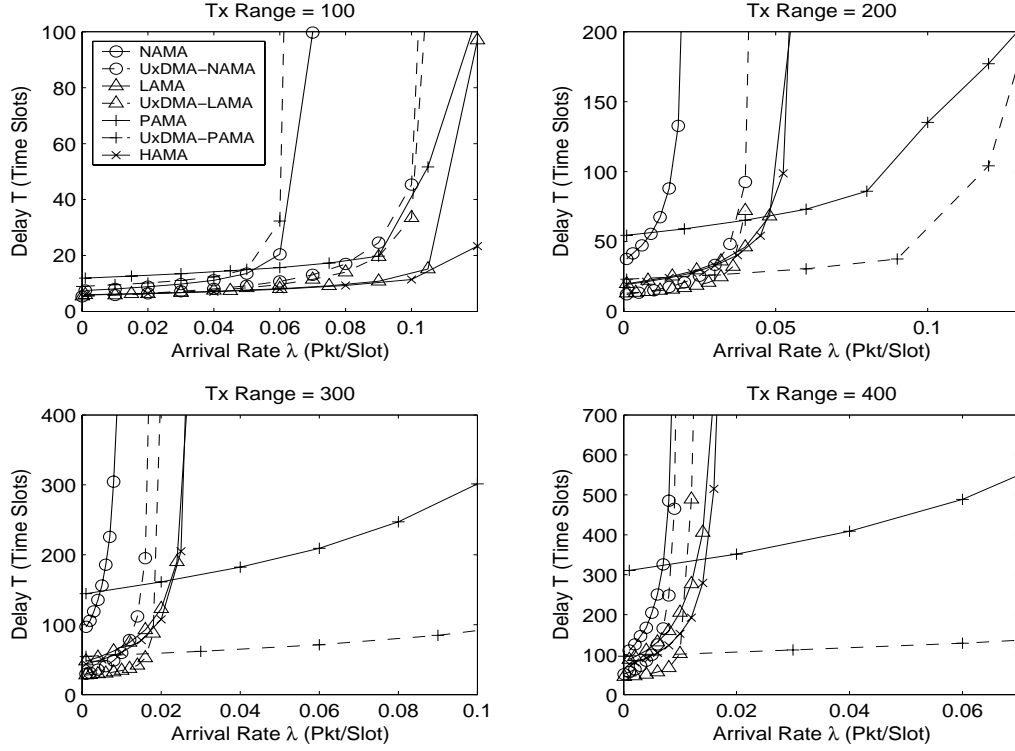 Tx Range = 100
100
80
60
40
20
0
Delay T (Time Slots)
NAMA
UxDMA−NAMA
LAMA
UxDMA−LAMA
PAMA
UxDMA−PAMA
HAMA
0 0.02 0.04 0.06 0.08 0.1
Arrival Rate λ (Pkt/Slot)
Tx Range = 200
200
150
100
50
0
Delay T (Time Slots)
0 0.05 0.1
Arrival Rate λ (Pkt/Slot)
Tx Range = 300
400
300
200
100
0
Delay T (Time Slots)
0 0.02 0.04 0.06 0.08 0.1
Arrival Rate λ (Pkt/Slot)
Tx Range = 400
700
600
500
400
300
200
100
0
Delay T (Time Slots)
0 0.02 0.04 0.06
Arrival Rate λ (Pkt/Slot)